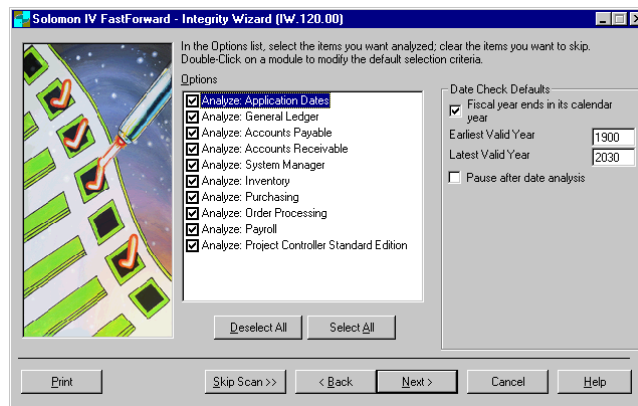 Solomon IV FastForward - Integrity Wizard (IW.120.00)
In the Options list, select the items you want analyzed; clear the items you want to skip.
Double-Click on a module to modify the default selection criteria.
Options
Analyze: Application Dates
Analyze: General Ledger
Analyze: Accounts Payable
Analyze: Accounts Receivable
Analyze: System Manager
Analyze: Inventory
Analyze: Purchasing
Analyze: Order Processing
Analyze: Payroll
Analyze: Project Controller Standard Edition
Deselect All
Select All
Date Check Defaults
Fiscal year ends in its calendar
year
Earliest Valid Year 1900
Latest Valid Year 2030
Pause after date analysis
Print
Skip Scan >>
< Back
Next >
Cancel
Help